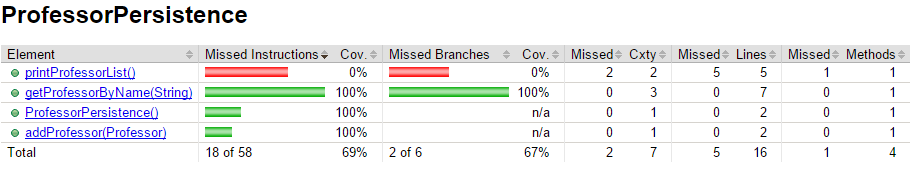 ProfessorPersistence
Element Missed Instructions Cov. Missed Branches Cov. Missed Cxty Missed Lines Missed Methods
printProfessorList() 0% 0% 2 2 5 5 1 1
getProfessorByName(String) 100% 100% 0 3 0 7 0 1
ProfessorPersistence() 100% n/a 0 1 0 2 0 1
addProfessor(Professor) 100% n/a 0 1 0 2 0 1
Total 18 of 58 69% 2 of 6 67% 2 7 5 16 1 4